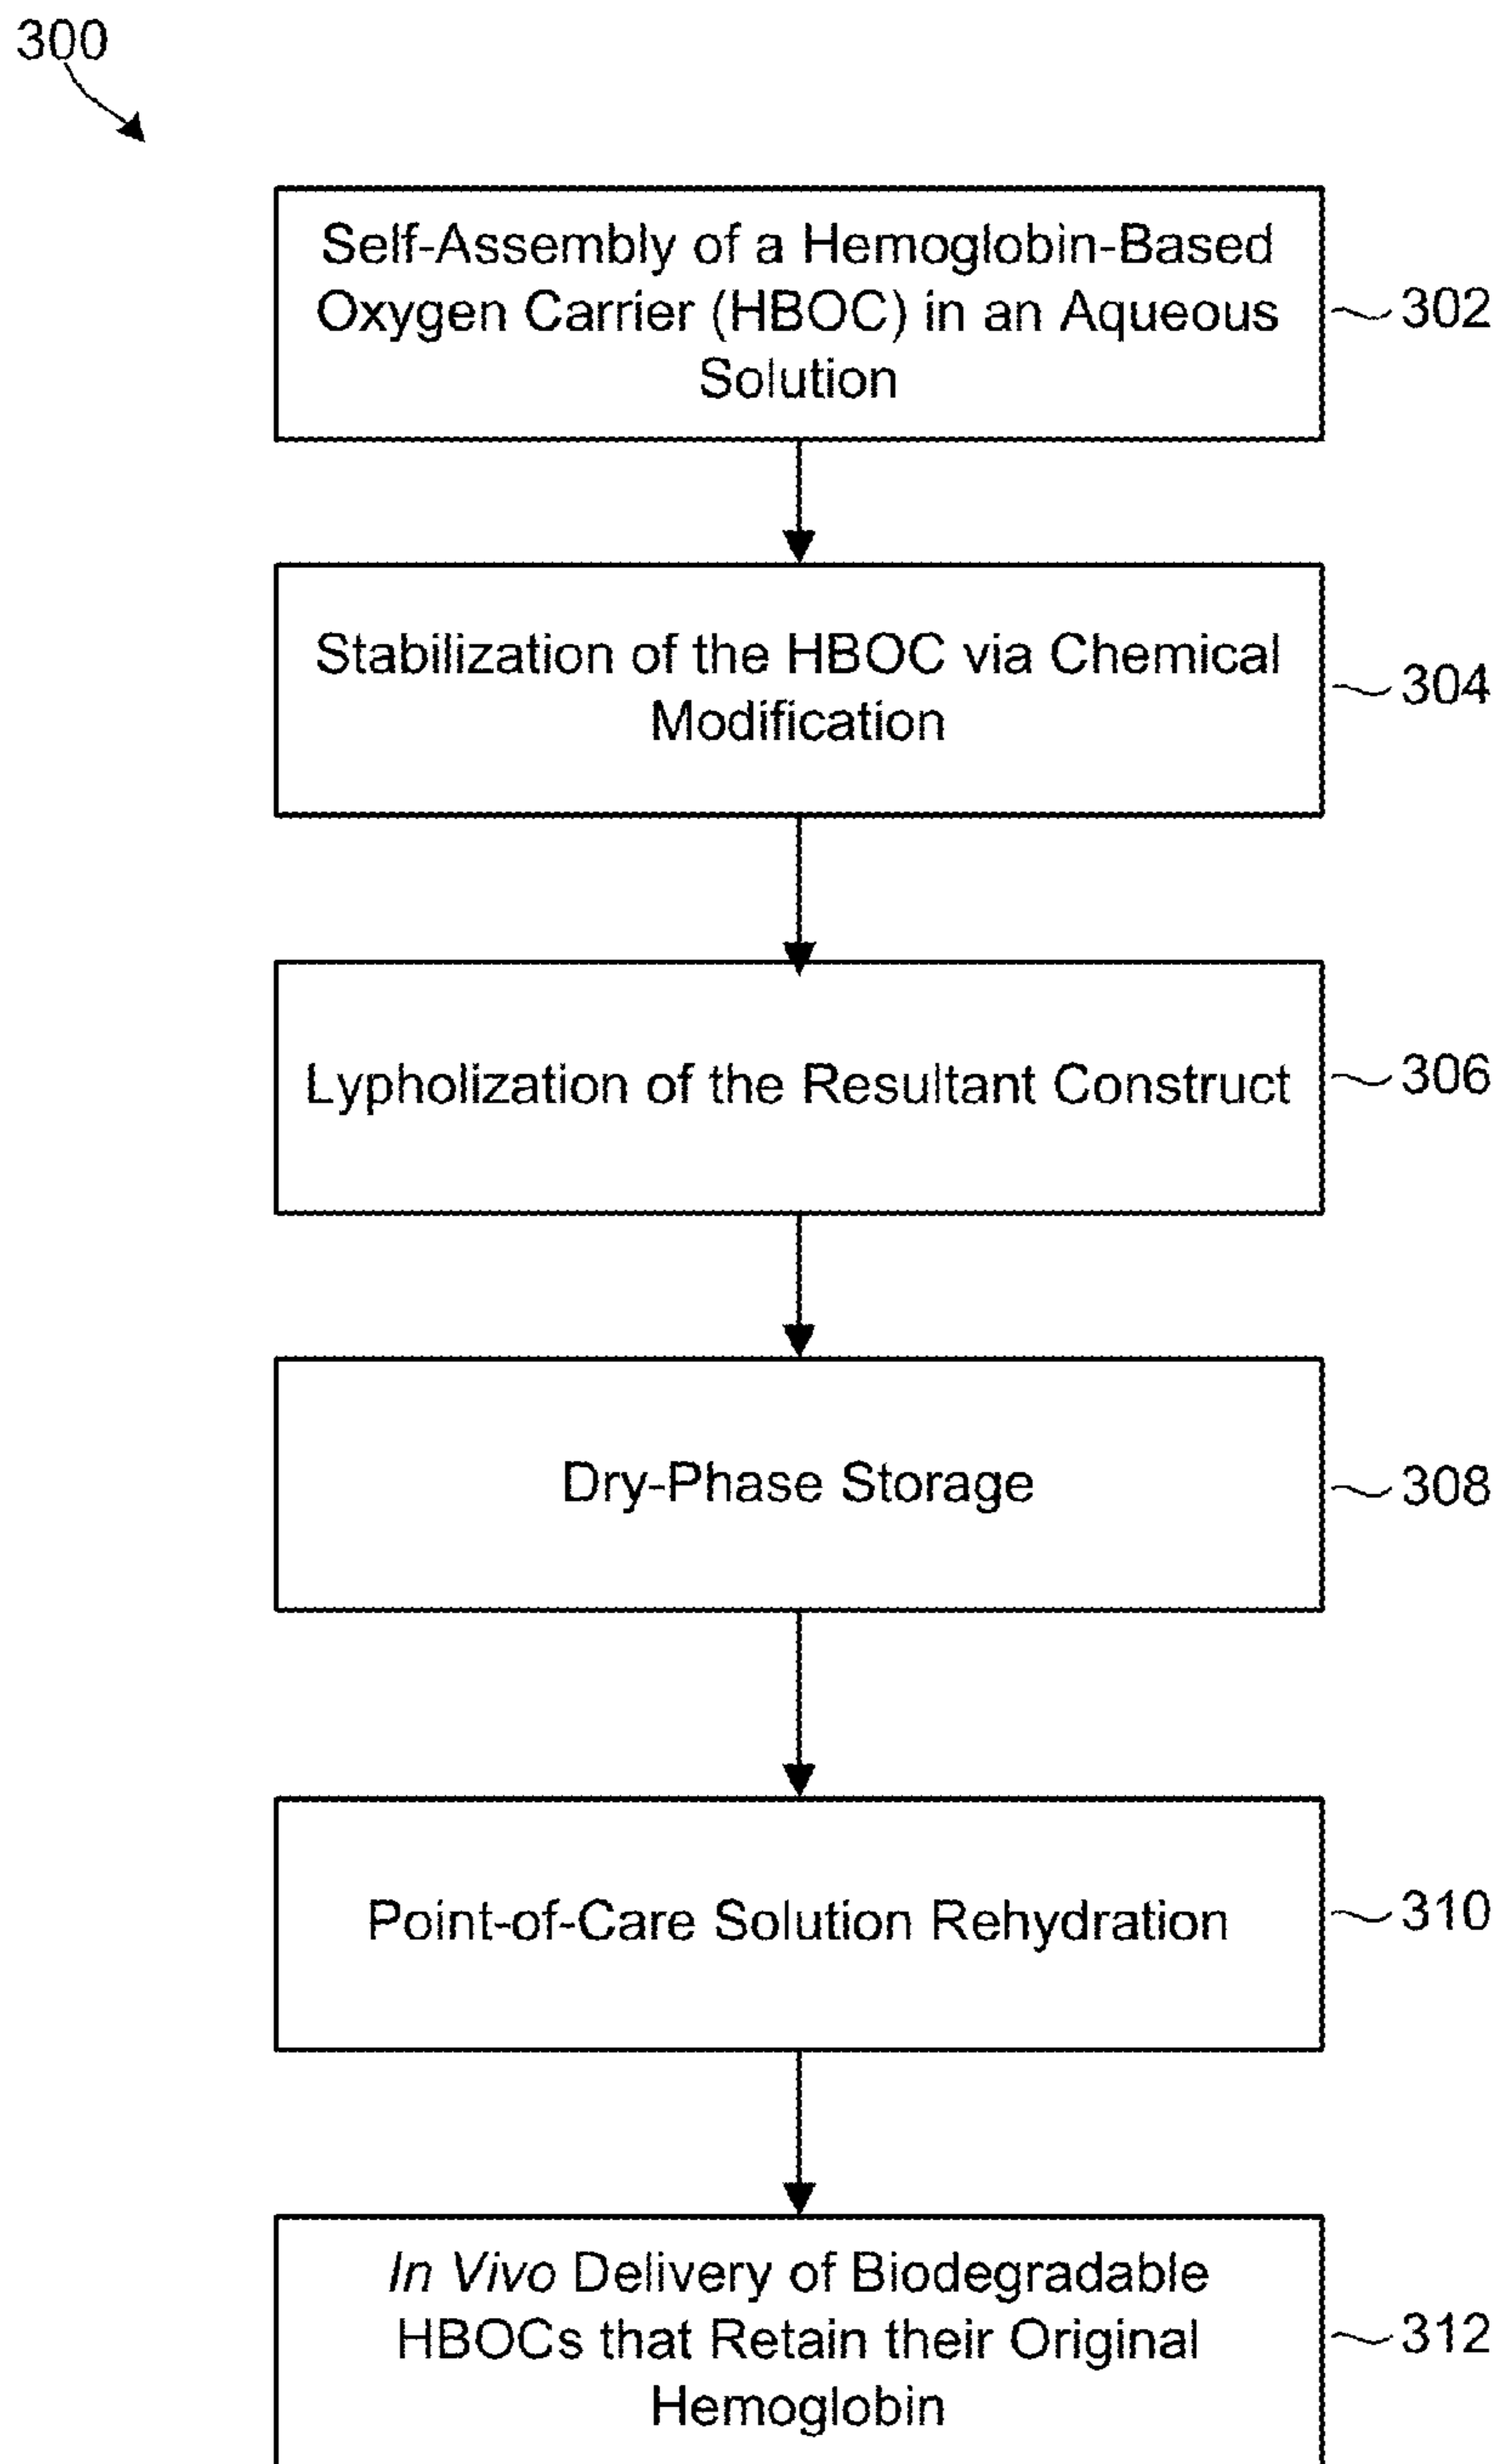 300
Self-Assembly of a Hemoglobin-Based
Oxygen Carrier (HBOC) in an Aqueous
Solution
302
Stabilization of the HBOC via Chemical
Modification
304
Lypholization of the Resultant Construct
306
Dry-Phase Storage
308
Point-of-Care Solution Rehydration
310
In Vivo Delivery of Biodegradable
HBOCs that Retain their Original
Hemoglobin
312